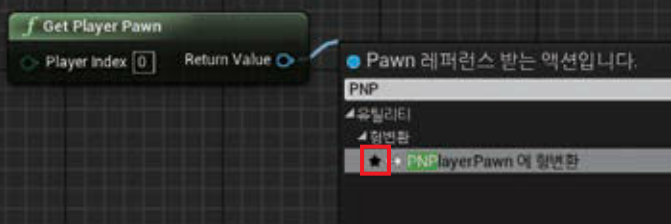 f Get Player Pawn
Player Index 0 Return Value
Pawn 레퍼런스 받는 액션입니다.
PNP
유틸리티
형변환
PNPlayerPawn 에 형변환